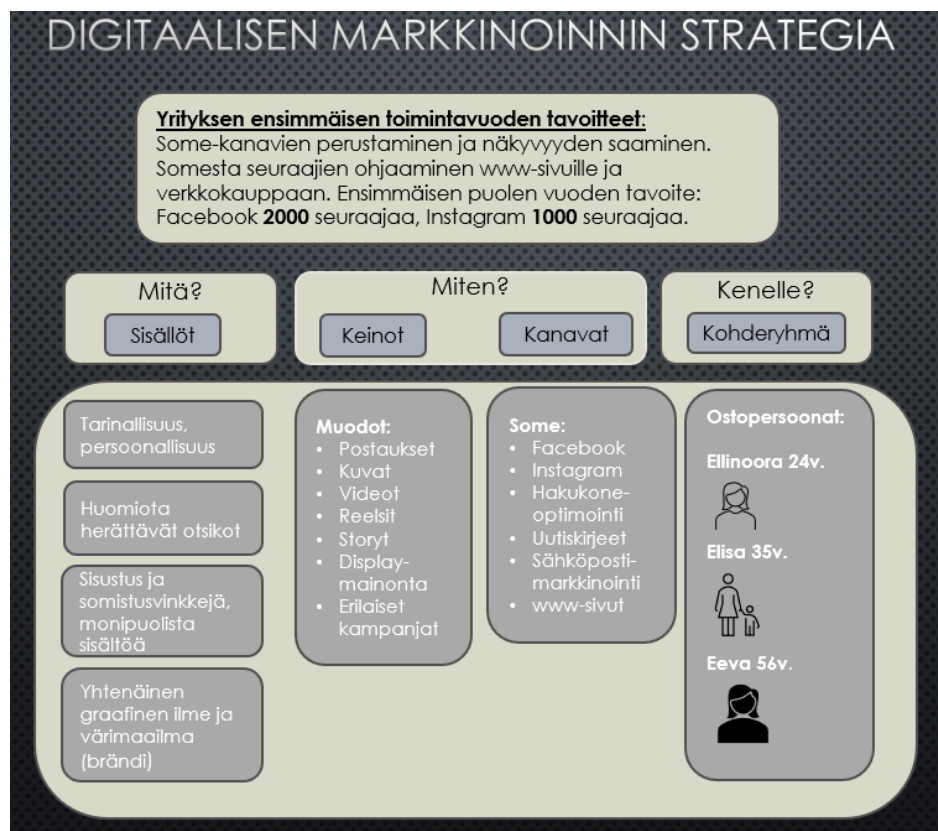 DIGITAALISEN MARKKINOINNIN STRATEGIA
Yrityksen ensimmäisen toimintavuoden tavoitteet:
Some-kanavien perustaminen ja näkyvyyden saaminen.
Somesta seuraajien ohjaaminen www-sivuille ja
verkkokauppaan. Ensimmäisen puolen vuoden tavoite:
Facebook 2000 seuraajaa, Instagram 1000 seuraajaa.
Mitä?
Sisällöt
Miten?
Keinot
Kanavat
Kenelle?
Kohderyhmä
Tarinallisuus,
persoonallisuus
Huomiota
herättävät otsikot
Sisustus ja
somistusvinkkejä,
monipuolista
sisältöä
Yhtenäinen
graafinen ilme ja
värimaailma
(brändi)
Muodot:
• Postaukset
• Kuvat
• Videot
• Reelsit
• Storyt
• Display-
mainonta
• Erilaiset
kampanjat
Some:
• Facebook
• Instagram
• Hakukone-
optimointi
• Uutiskirjeet
• Sähköposti-
markkinointi
• www-sivut
Ostopersoonat:
Ellinoora 24v.
Elisa 35v.
Eeva 56v.